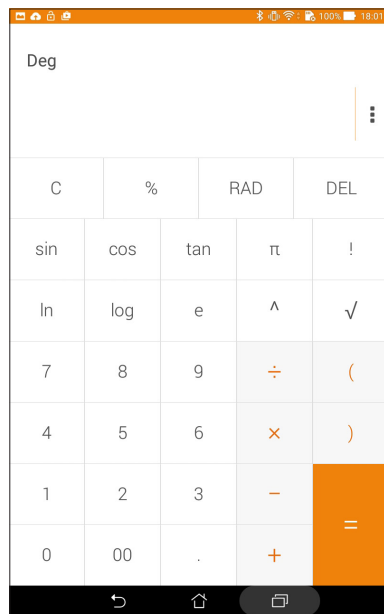 100% 18:01
Deg
C % RAD DEL
sin cos tan π !
ln log e ^ √
7 8 9 ÷ (
4 5 6 × )
1 2 3 −
=
0 00 . +